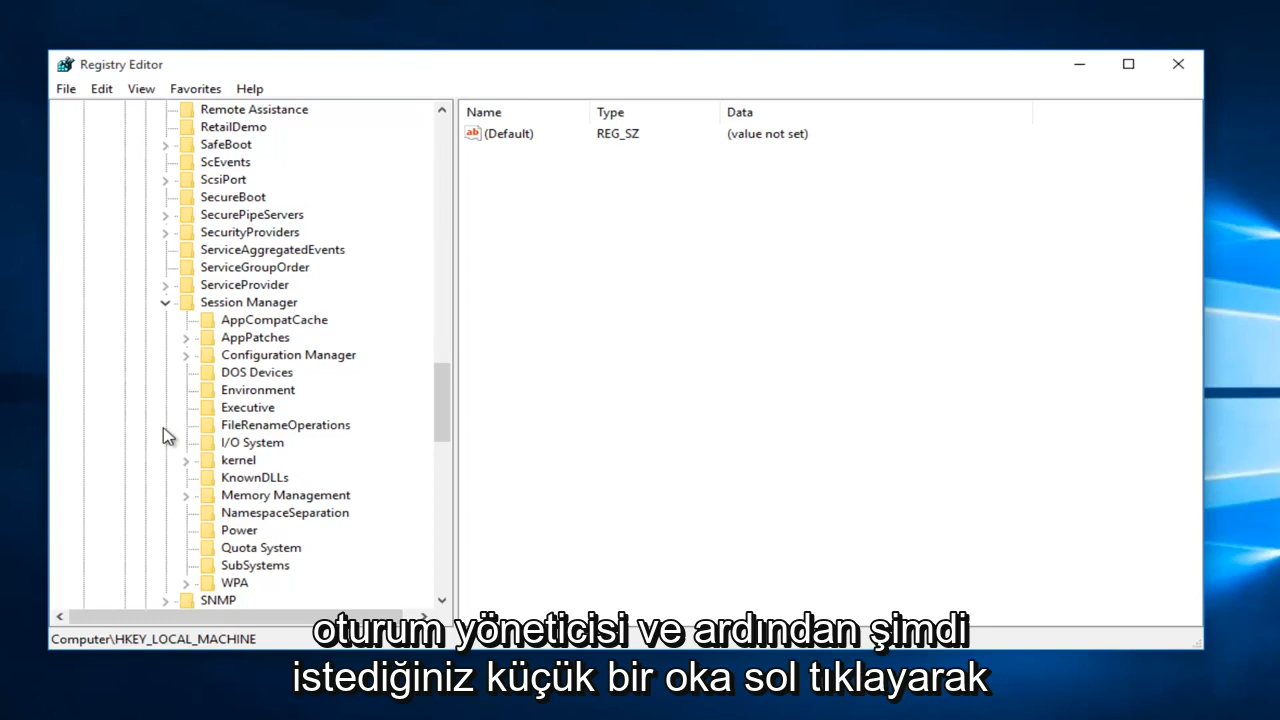 Registry Editor
File Edit View Favorites Help
Remote Assistance
RetailDemo
SafeBoot
ScEvents
ScsiPort
SecureBoot
SecurePipeServers
SecurityProviders
ServiceAggregatedEvents
ServiceGroupOrder
ServiceProvider
Session Manager
AppCompatCache
AppPatches
Configuration Manager
DOS Devices
Environment
Executive
FileRenameOperations
I/O System
kernel
KnownDLLs
Memory Management
NamespaceSeparation
Power
Quota System
SubSystems
WPA
SNMP
Name Type Data
ab (Default) REG_SZ (value not set)
Computer\HKEY_LOCAL_MACHINE
oturum yöneticisi ve ardından şimdi
istediğiniz küçük bir oka sol tıklayarak